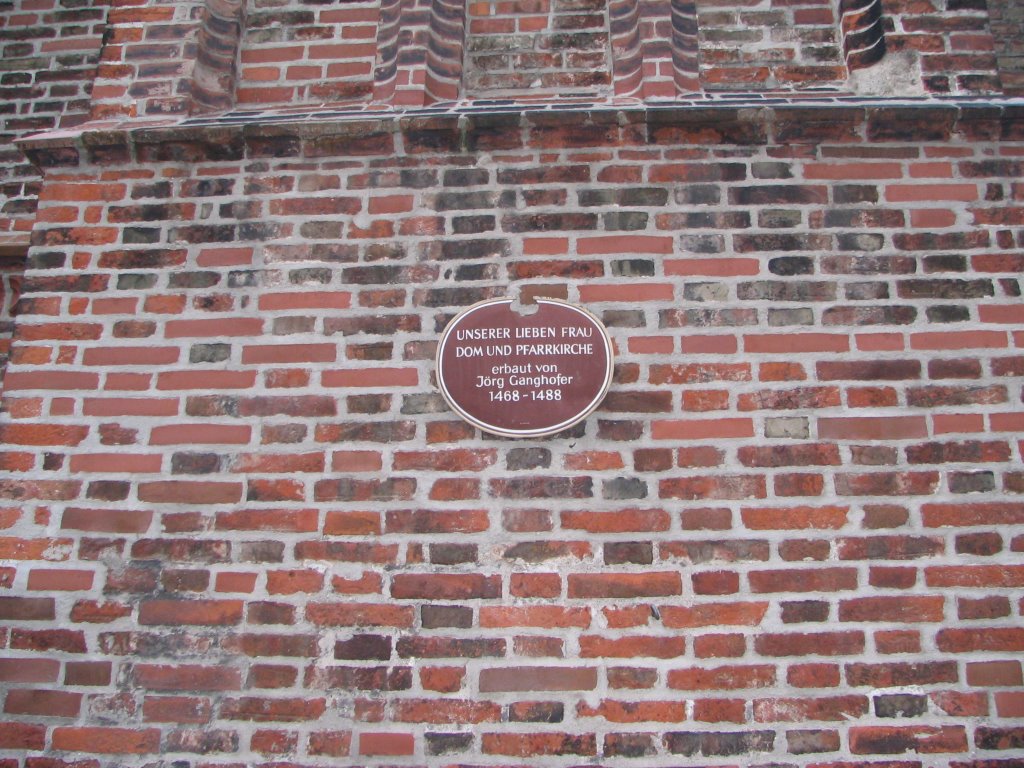 UNSERER LIEBEN FRAU
DOM UND PFARRKIRCHE
erbaut von
Jörg Ganghofer
1468-1488